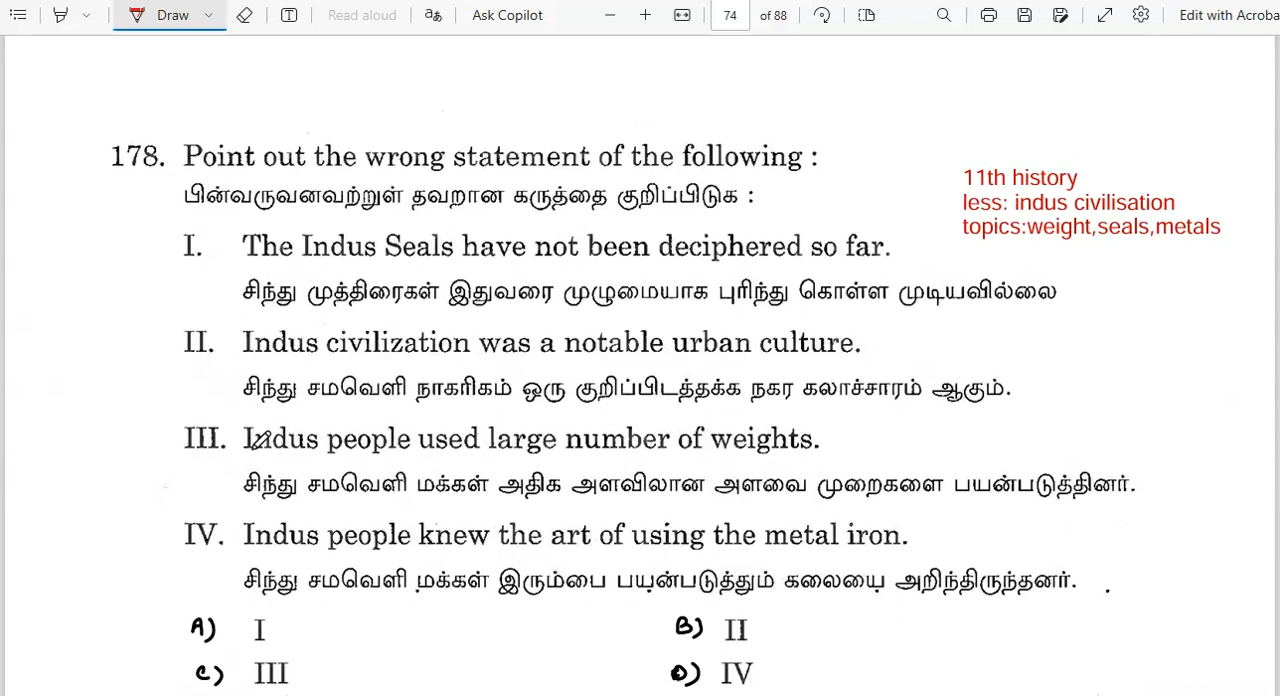 Draw
Read aloud
aあ
Ask Copilot
74 of 88
Edit with Acroba
178. Point out the wrong statement of the following :
பின்வருவனவற்றுள் தவறான கருத்தை குறிப்பிடுக :
11th history
less: indus civilisation
topics:weight,seals,metals
I. The Indus Seals have not been deciphered so far.
சிந்து முத்திரைகள் இதுவரை முழுமையாக புரிந்து கொள்ள முடியவில்லை
II. Indus civilization was a notable urban culture.
சிந்து சமவெளி நாகரிகம் ஒரு குறிப்பிடத்தக்க நகர கலாச்சாரம் ஆகும்.
III. Indus people used large number of weights.
சிந்து சமவெளி மக்கள் அதிக அளவிலான அளவை முறைகளை பயன்படுத்தினர்.
IV. Indus people knew the art of using the metal iron.
சிந்து சமவெளி மக்கள் இரும்பை பயன்படுத்தும் கலையை அறிந்திருந்தனர்.
A) I B) II
C) III D) IV